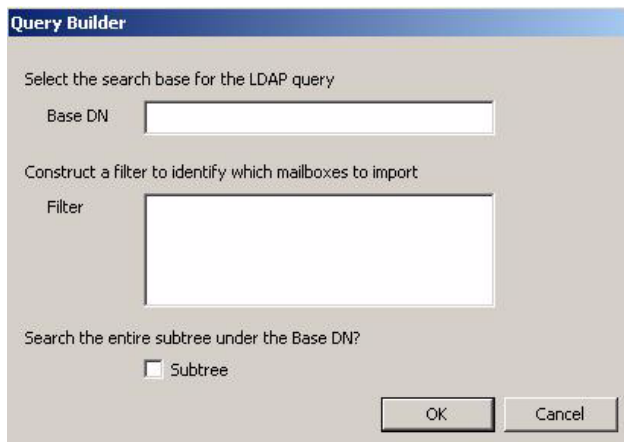 Query Builder
Select the search base for the LDAP query
Base DN
Construct a filter to identify which mailboxes to import
Filter
Search the entire subtree under the Base DN?
Subtree
OK Cancel